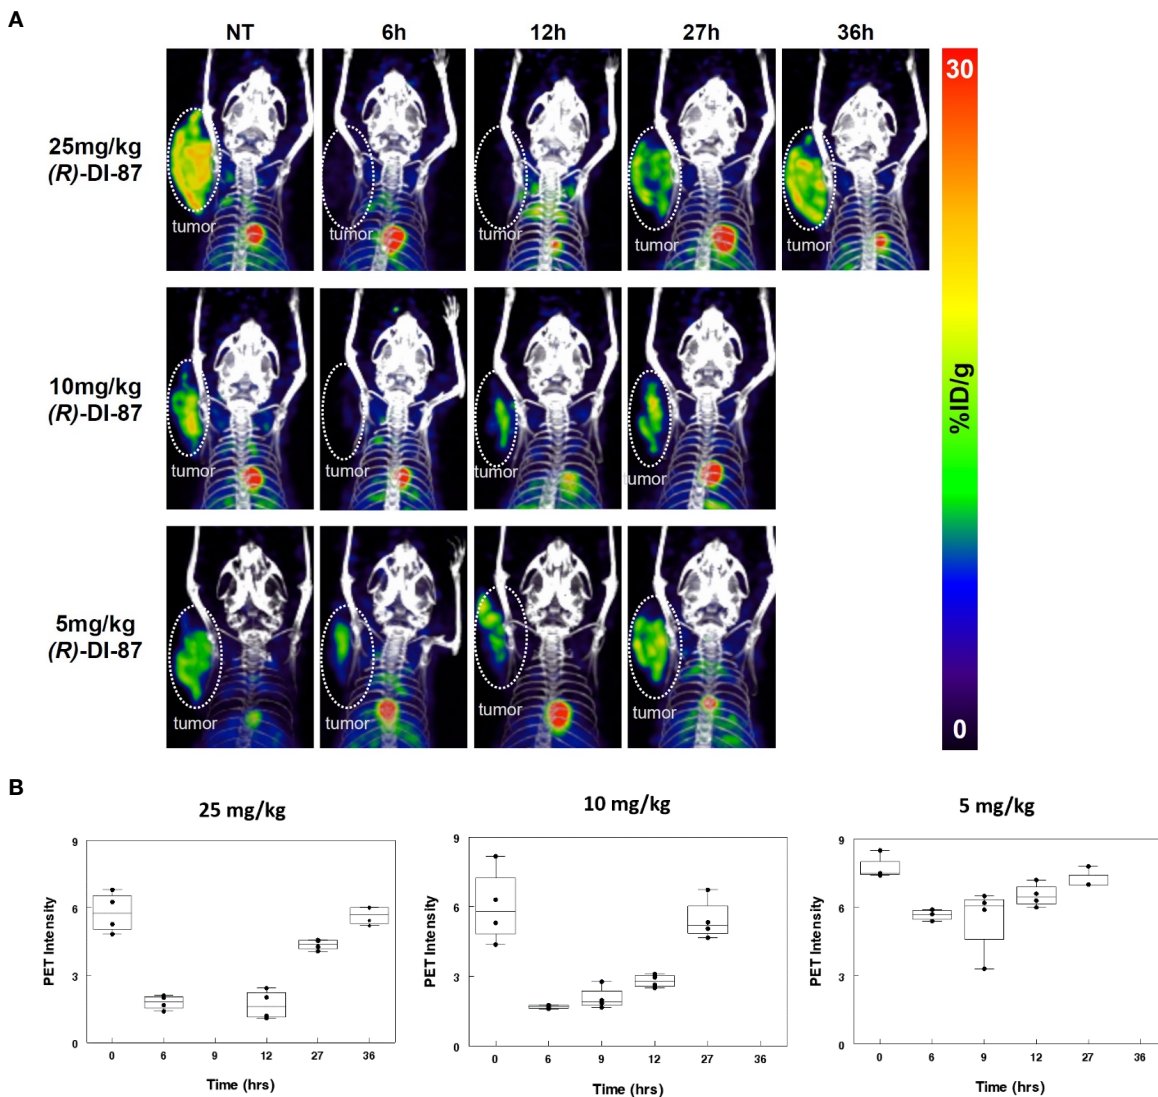 A
NT 6h 12h 27h 36h
25mg/kg
(R)-DI-87
tumor tumor tumor tumor tumor
10mg/kg
(R)-DI-87
tumor tumor tumor umor
5mg/kg
(R)-DI-87
tumor tumor tumor tumor
30
%ID/g
0
B
25 mg/kg
PET Intensity
9
6
3
0
0 6 9 12 27 36
Time (hrs)
10 mg/kg
PET Intensity
9
6
3
0
0 6 9 12 27 36
Time (hrs)
5 mg/kg
PET Intensity
9
6
3
0
0 6 9 12 27 36
Time (hrs)